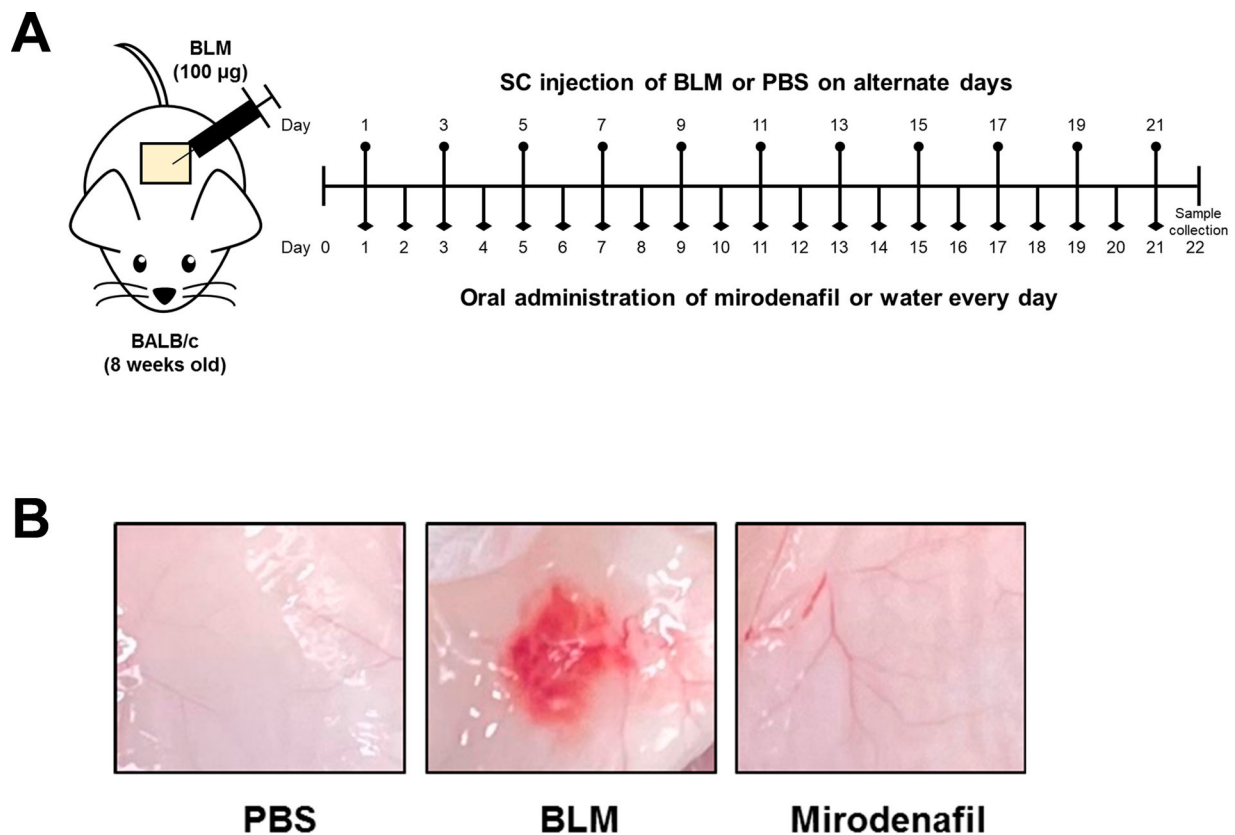 A
BLM
(100 μg)
SC injection of BLM or PBS on alternate days
Day 1 3 5 7 9 11 13 15 17 19 21
Sample
collection
Day 0 1 2 3 4 5 6 7 8 9 10 11 12 13 14 15 16 17 18 19 20 21 22
Oral administration of mirodenafil or water every day
BALB/c
(8 weeks old)
B
PBS BLM Mirodenafil